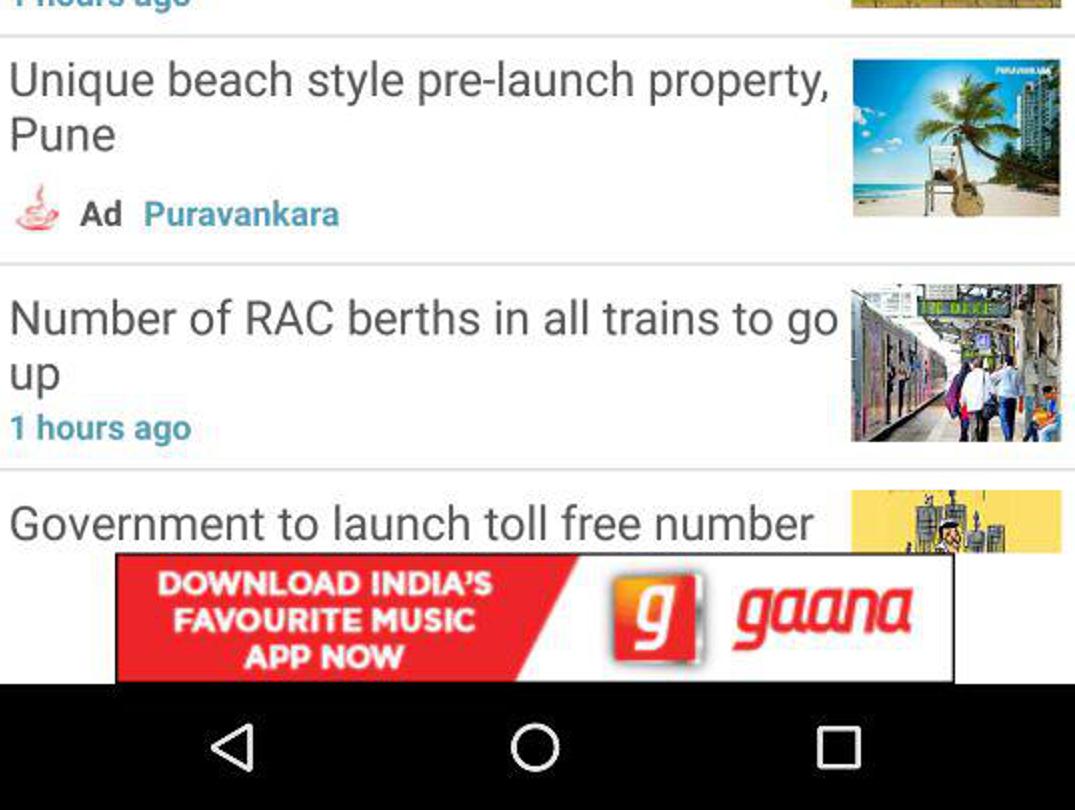 Unique beach style pre-launch property,
Pune
PURAVANKARA
Ad Puravankara
Number of RAC berths in all trains to go
up
1 hours ago
Government to launch toll free number
DOWNLOAD INDIA'S
FAVOURITE MUSIC
APP NOW
g gaana